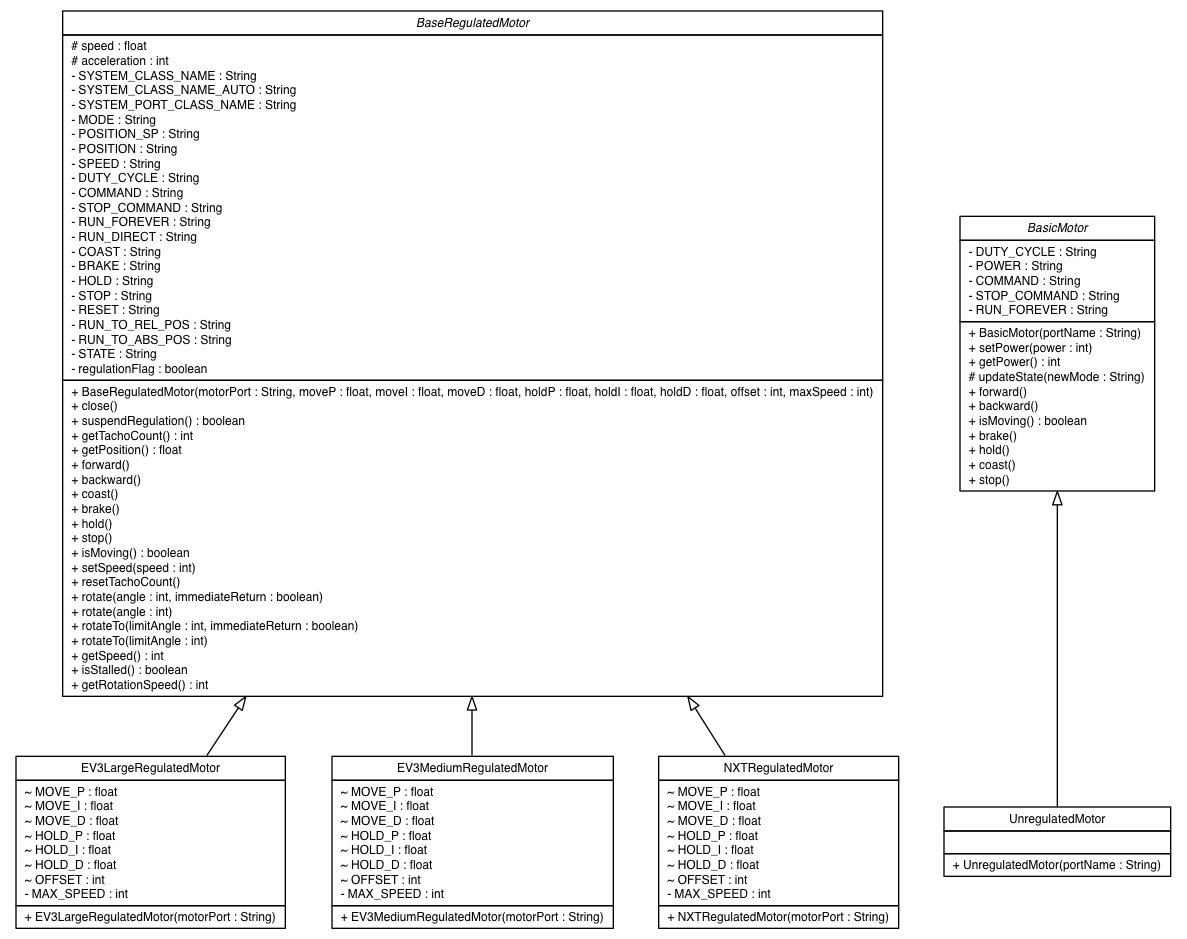 BaseRegulatedMotor
# speed : float
# acceleration : int
- SYSTEM_CLASS_NAME : String
- SYSTEM_CLASS_NAME_AUTO : String
- SYSTEM_PORT_CLASS_NAME : String
- MODE : String
- POSITION_SP : String
- POSITION : String
- SPEED : String
- DUTY_CYCLE : String
- COMMAND : String
- STOP_COMMAND : String
- RUN_FOREVER : String
- RUN_DIRECT : String
- COAST : String
- BRAKE : String
- HOLD : String
- STOP : String
- RESET : String
- RUN_TO_REL_POS : String
- RUN_TO_ABS_POS : String
- STATE : String
- regulationFlag : boolean
+ BaseRegulatedMotor(motorPort : String, moveP : float, moveI : float, moveD : float, holdP : float, holdI : float, holdD : float, offset : int, maxSpeed : int)
+ close()
+ suspendRegulation() : boolean
+ getTachoCount() : int
+ getPosition() : float
+ forward()
+ backward()
+ coast()
+ brake()
+ hold()
+ stop()
+ isMoving() : boolean
+ setSpeed(speed : int)
+ resetTachoCount()
+ rotate(angle : int, immediateReturn : boolean)
+ rotate(angle : int)
+ rotateTo(limitAngle : int, immediateReturn : boolean)
+ rotateTo(limitAngle : int)
+ getSpeed() : int
+ isStalled() : boolean
+ getRotationSpeed() : int
BasicMotor
- DUTY_CYCLE : String
- POWER : String
- COMMAND : String
- STOP_COMMAND : String
- RUN_FOREVER : String
+ BasicMotor(portName : String)
+ setPower(power : int)
+ getPower() : int
# updateState(newMode : String)
+ forward()
+ backward()
+ isMoving() : boolean
+ brake()
+ hold()
+ coast()
+ stop()
EV3LargeRegulatedMotor
~ MOVE_P : float
~ MOVE_I : float
~ MOVE_D : float
~ HOLD_P : float
~ HOLD_I : float
~ HOLD_D : float
~ OFFSET : int
- MAX_SPEED : int
+ EV3LargeRegulatedMotor(motorPort : String)
EV3MediumRegulatedMotor
~ MOVE_P : float
~ MOVE_I : float
~ MOVE_D : float
~ HOLD_P : float
~ HOLD_I : float
~ HOLD_D : float
~ OFFSET : int
- MAX_SPEED : int
+ EV3MediumRegulatedMotor(motorPort : String)
NXTRegulatedMotor
~ MOVE_P : float
~ MOVE_I : float
~ MOVE_D : float
~ HOLD_P : float
~ HOLD_I : float
~ HOLD_D : float
~ OFFSET : int
- MAX_SPEED : int
+ NXTRegulatedMotor(motorPort : String)
UnregulatedMotor
+ UnregulatedMotor(portName : String)